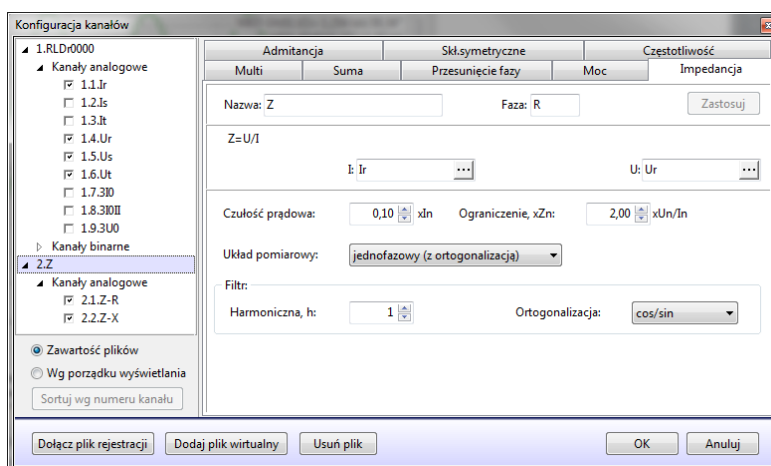 Konfiguracja kanałów
1.RLDr0000
Kanały analogowe
1.1.Ir
1.2.Is
1.3.It
1.4.Ur
1.5.Us
1.6.Ut
1.7.3I0
1.8.3I0II
1.9.3U0
Kanały binarne
2.Z
Kanały analogowe
2.1.Z-R
2.2.Z-X
Zawartość plików
Wg porządku wyświetlania
Sortuj wg numeru kanału
Admitancja Skł.symetryczne Częstotliwość
Multi Suma Przesunięcie fazy Moc Impedancja
Nazwa: Z Faza: R Zastosuj
Z=U/I
I: Ir ... U: Ur ...
Czułość prądowa: 0,10 xIn Ograniczenie, xZn: 2,00 xUn/In
Układ pomiarowy: jednofazowy (z ortogonalizacją)
Filtr:
Harmoniczna, h: 1 Ortogonalizacja: cos/sin
Dołącz plik rejestracji Dodaj plik wirtualny Usuń plik OK Anuluj